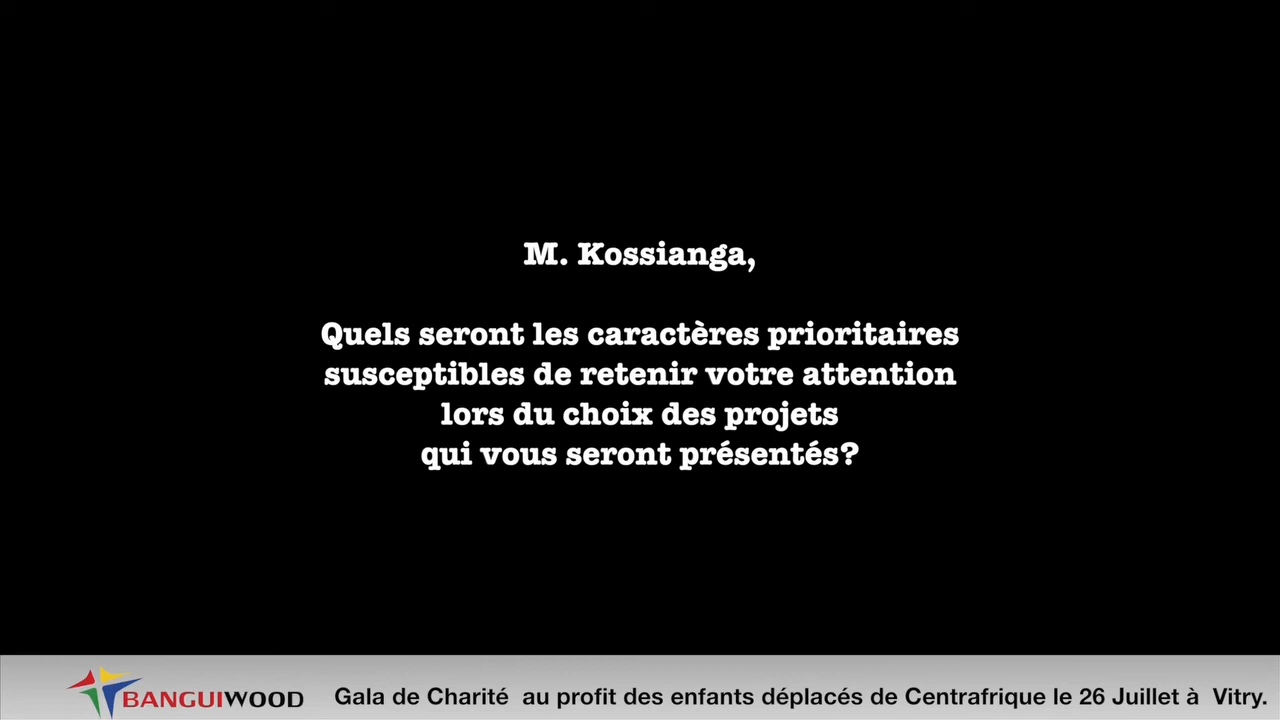 M. Kossianga,
Quels seront les caractères prioritaires
susceptibles de retenir votre attention
lors du choix des projets
qui vous seront présentés?
BANGUIWOOD
Gala de Charité au profit des enfants déplacés de Centrafrique le 26 Juillet à Vitry.